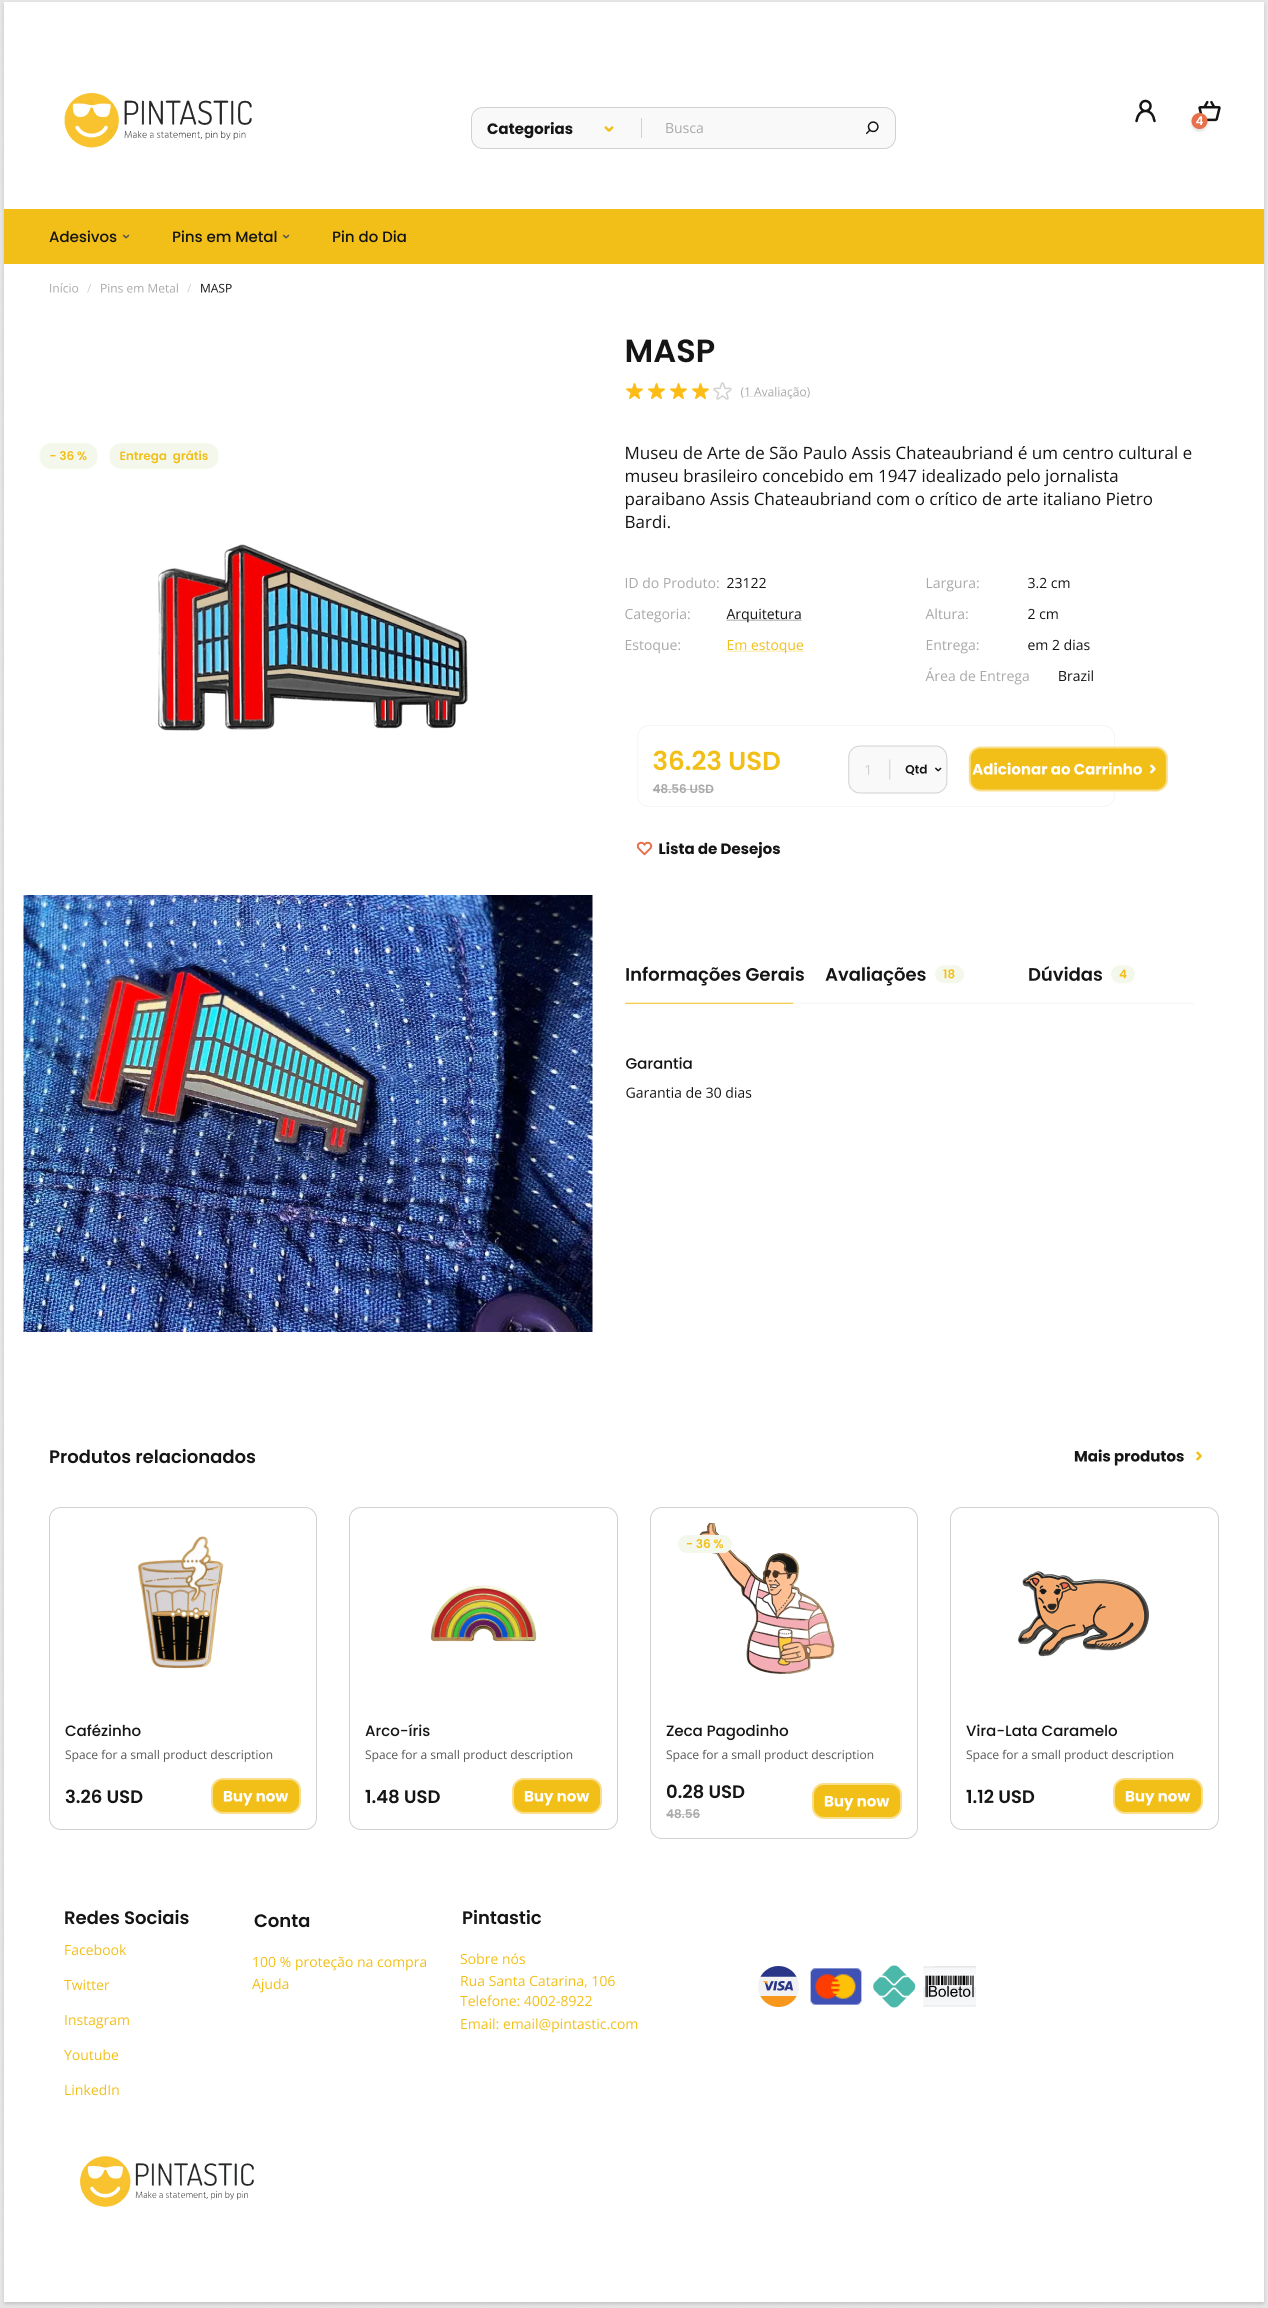 PINTASTIC
Make a statement, pin by pin
Categorias
Busca
4
Adesivos
Pins em Metal
Pin do Dia
Início / Pins em Metal / MASP
MASP
(1 Avaliação)
- 36 %
Entrega grátis
Museu de Arte de São Paulo Assis Chateaubriand é um centro cultural e
museu brasileiro concebido em 1947 idealizado pelo jornalista
paraibano Assis Chateaubriand com o crítico de arte italiano Pietro
Bardi.
ID do Produto: 23122
Categoria: Arquitetura
Estoque: Em estoque
Largura: 3.2 cm
Altura: 2 cm
Entrega: em 2 dias
Área de Entrega Brazil
36.23 USD
48.56 USD
1
Qtd
Adicionar ao Carrinho
Lista de Desejos
Informações Gerais
Avaliações 18
Dúvidas 4
Garantia
Garantia de 30 dias
Produtos relacionados
Mais produtos
Cafézinho
Space for a small product description
3.26 USD
Buy now
Arco-íris
Space for a small product description
1.48 USD
Buy now
- 36 %
Zeca Pagodinho
Space for a small product description
0.28 USD
48.56
Buy now
Vira-Lata Caramelo
Space for a small product description
1.12 USD
Buy now
Redes Sociais
Facebook
Twitter
Instagram
Youtube
LinkedIn
Conta
100 % proteção na compra
Ajuda
Pintastic
Sobre nós
Rua Santa Catarina, 106
Telefone: 4002-8922
Email: email@pintastic.com
VISA
Boleto
PINTASTIC
Make a statement, pin by pin